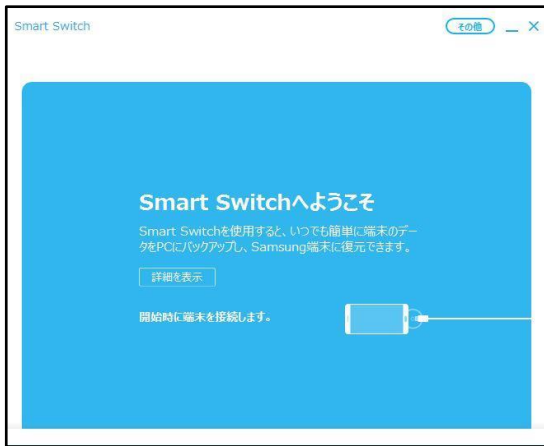 Smart Switch
その他
Smart Switchへようこそ
Smart Switchを使用すると、いつでも簡単に端末のデー
タをPCにバックアップし、Samsung端末に復元できます。
詳細を表示
開始時に端末を接続します。